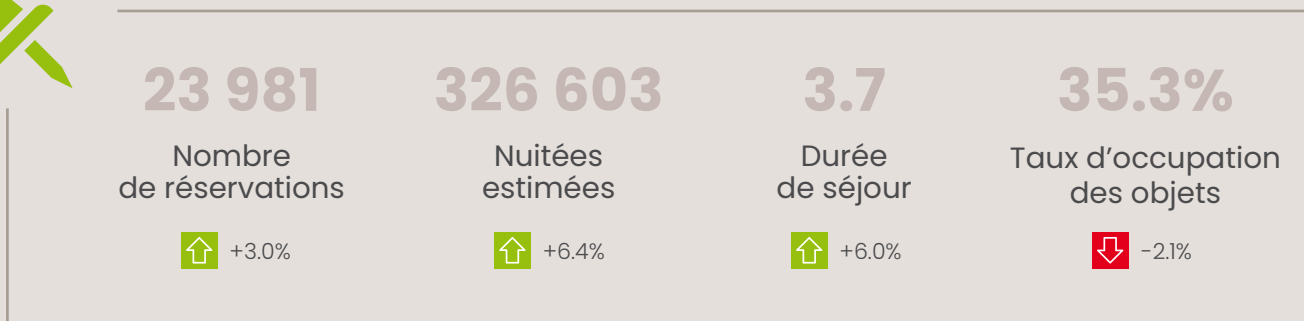 23 981 326 603 3.7 35.3%
Nombre Nuitées Durée Taux d’occupation
de réservations estimées de séjour des objets
+3.0% +6.4% +6.0% -2.1%